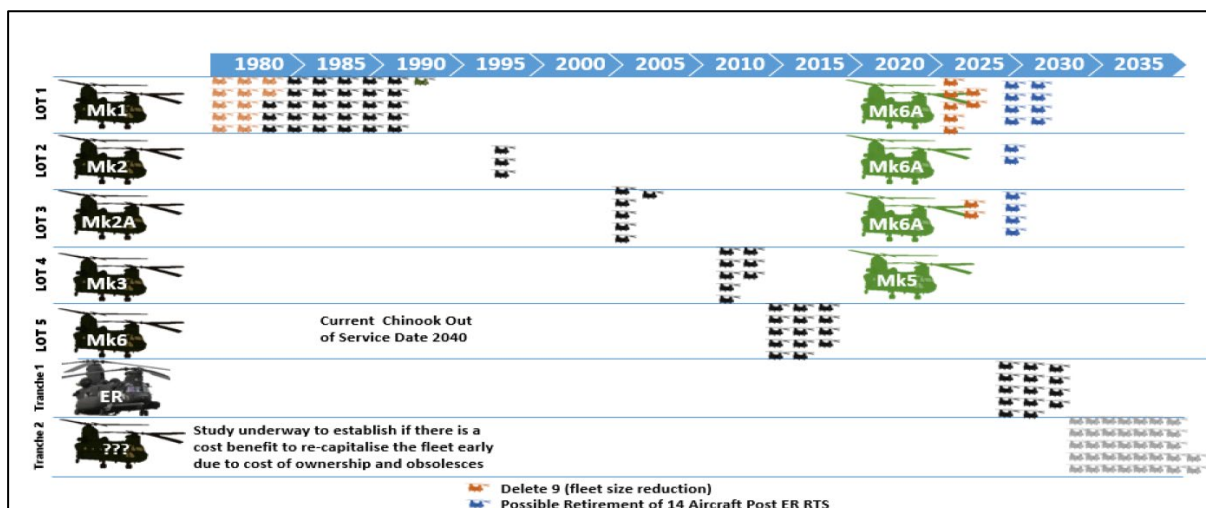 1980 1985 1990 1995 2000 2005 2010 2015 2020 2025 2030 2035
LOT 1
Mk1
Mk6A
LOT 2
Mk2
Mk6A
LOT 3
Mk2A
Mk6A
LOT 4
Mk3
Mk5
LOT 5
Mk6
Current Chinook Out
of Service Date 2040
Tranche 1
ER
Tranche 2
???
Study underway to establish if there is a
cost benefit to re-capitalise the fleet early
due to cost of ownership and obsolesces
Delete 9 (fleet size reduction)
Possible Retirement of 14 Aircraft Post ER RTS